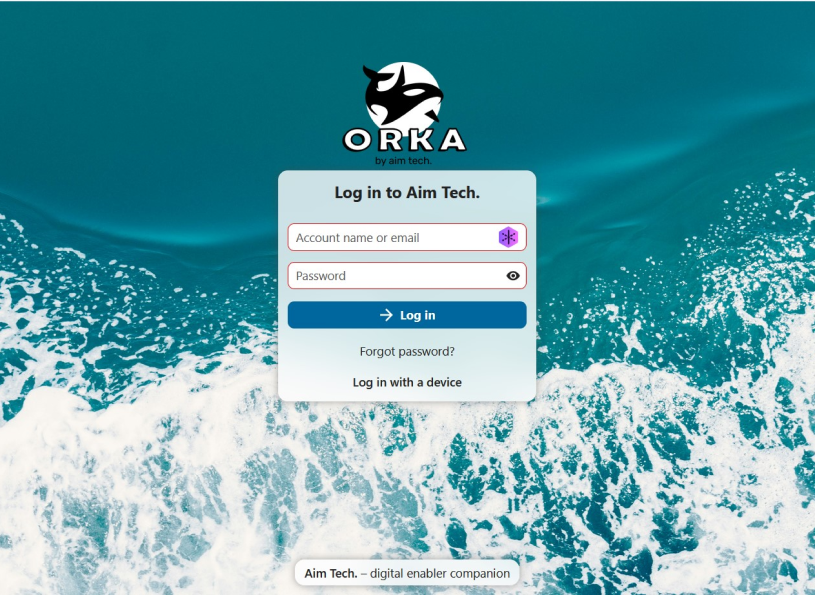 ORKA
by aim tech.
Log in to Aim Tech.
Account name or email
Password
Log in
Forgot password?
Log in with a device
Aim Tech. – digital enabler companion